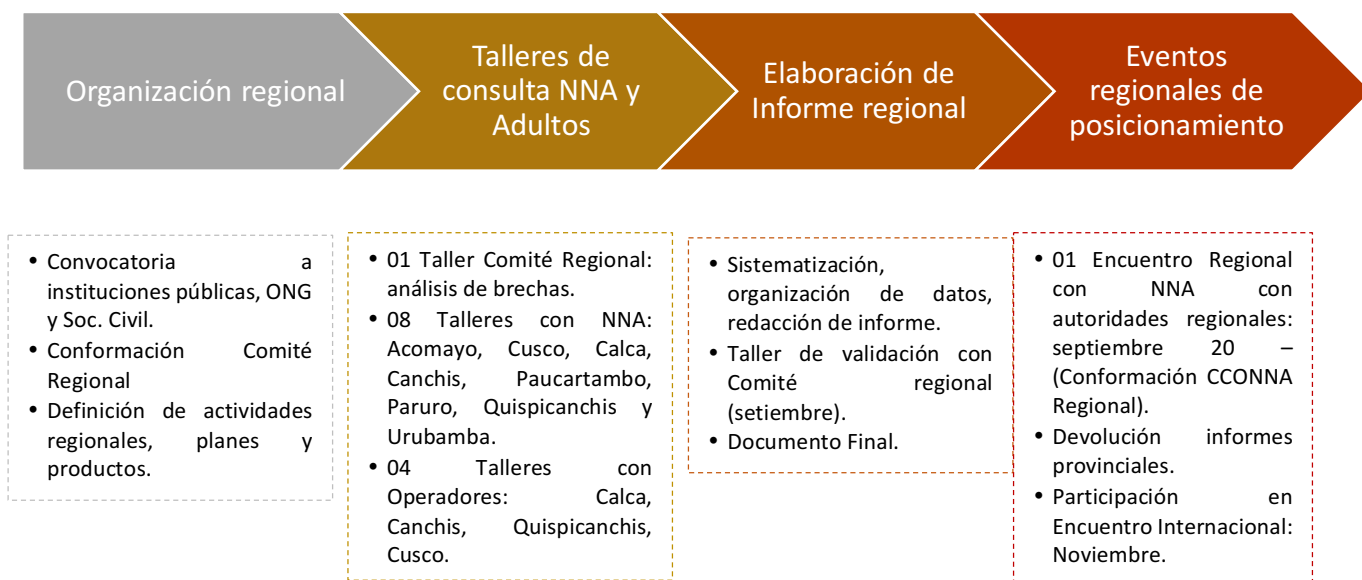 Organización regional
Talleres de
consulta NNA y
Adultos
Elaboración de
Informe regional
Eventos
regionales de
posicionamiento
• Convocatoria a
instituciones públicas, ONG
y Soc. Civil.
• Conformación Comité
Regional
• Definición de actividades
regionales, planes y
productos.
• 01 Taller Comité Regional:
análisis de brechas.
• 08 Talleres con NNA:
Acomayo, Cusco, Calca,
Canchis, Paucartambo,
Paruro, Quispicanchis y
Urubamba.
• 04 Talleres con
Operadores: Calca,
Canchis, Quispicanchis,
Cusco.
• Sistematización,
organización de datos,
redacción de informe.
• Taller de validación con
Comité regional
(setiembre).
• Documento Final.
• 01 Encuentro Regional
con NNA con
autoridades regionales:
septiembre 20 –
(Conformación CCONNA
Regional).
• Devolución informes
provinciales.
• Participación en
Encuentro Internacional:
Noviembre.